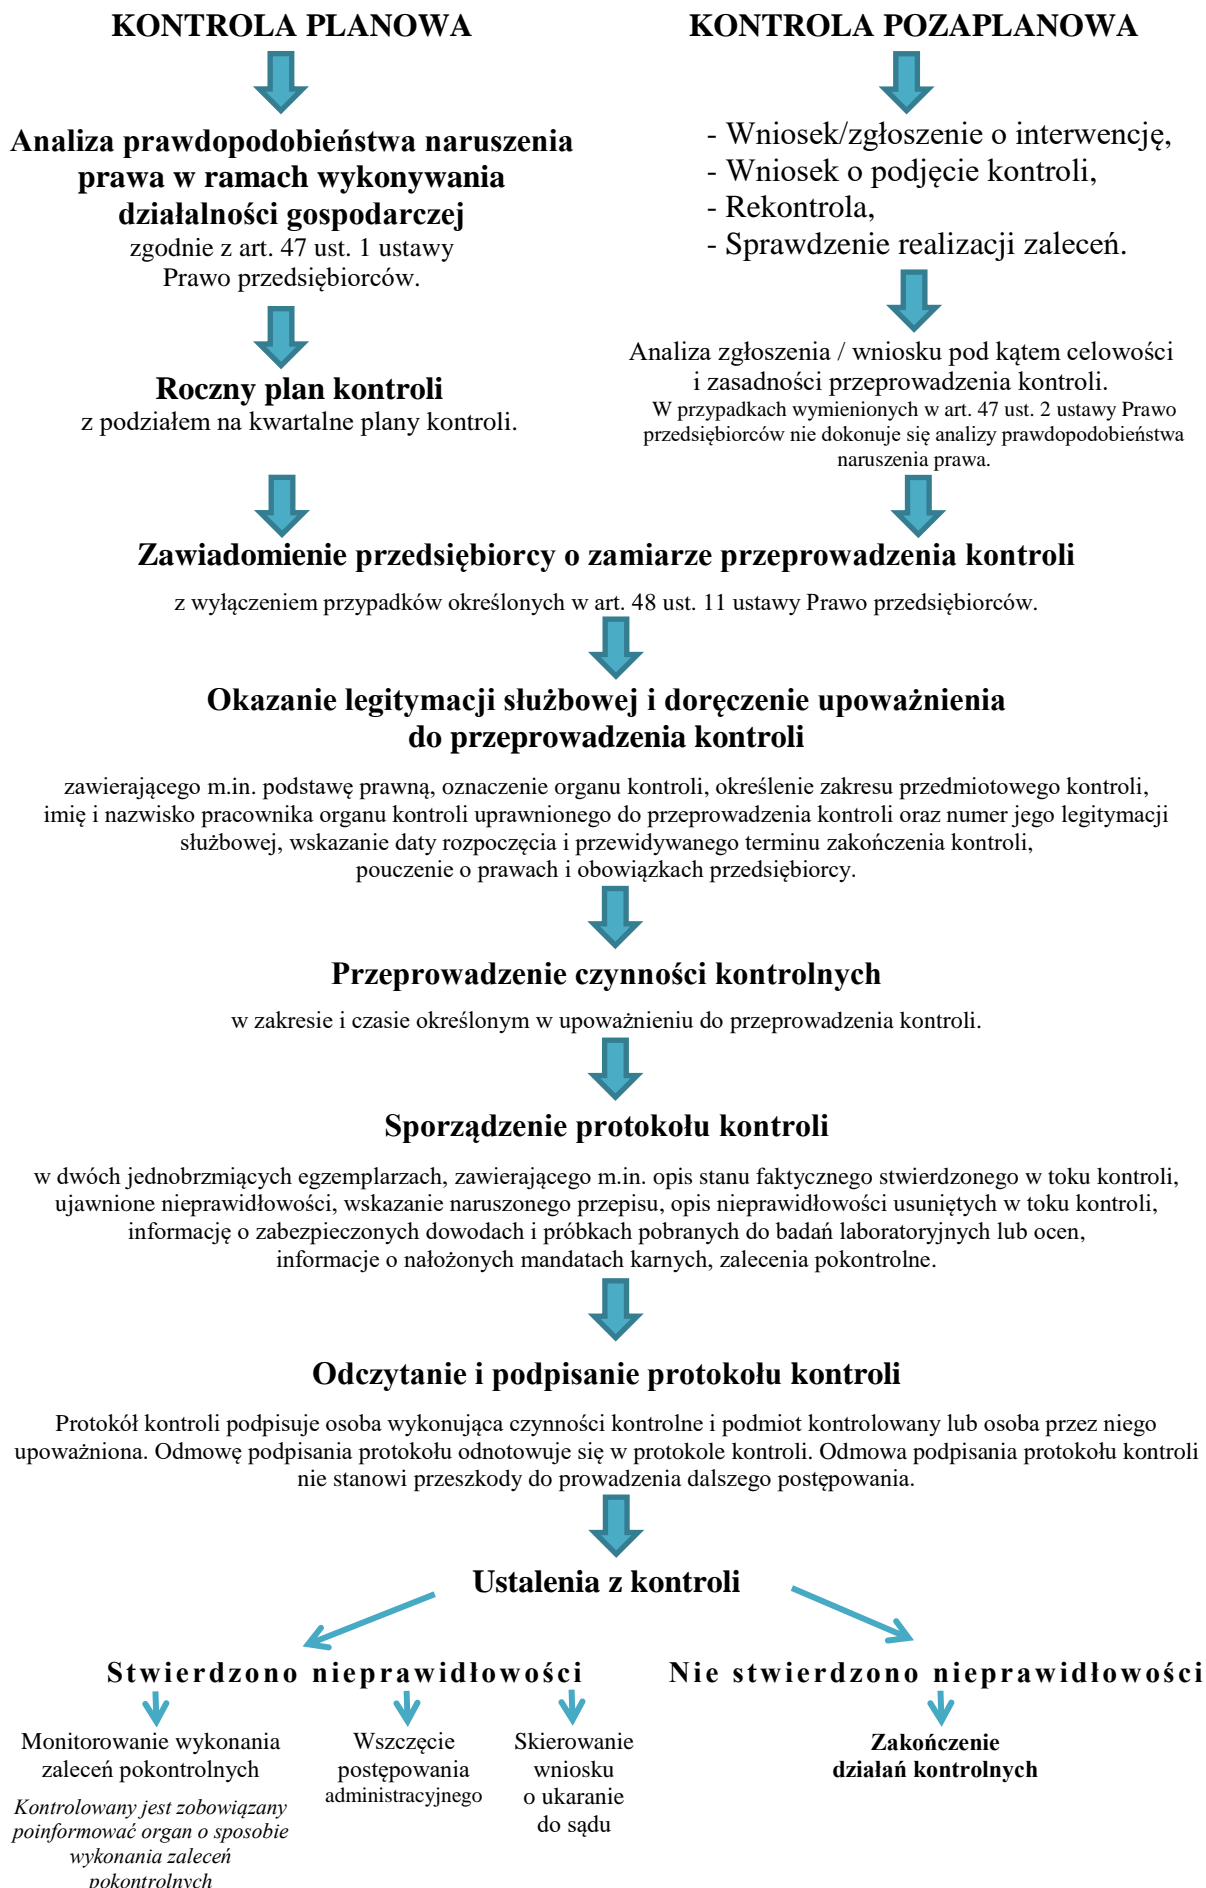 KONTROLA PLANOWA
Analiza prawdopodobieństwa naruszenia
prawa w ramach wykonywania
działalności gospodarczej
zgodnie z art. 47 ust. 1 ustawy
Prawo przedsiębiorców.
Roczny plan kontroli
z podziałem na kwartalne plany kontroli.
KONTROLA POZAPLANOWA
- Wniosek/zgłoszenie o interwencję,
- Wniosek o podjęcie kontroli,
- Rekontrola,
- Sprawdzenie realizacji zaleceń.
Analiza zgłoszenia / wniosku pod kątem celowości
i zasadności przeprowadzenia kontroli.
W przypadkach wymienionych w art. 47 ust. 2 ustawy Prawo
przedsiębiorców nie dokonuje się analizy prawdopodobieństwa
naruszenia prawa.
Zawiadomienie przedsiębiorcy o zamiarze przeprowadzenia kontroli
z wyłączeniem przypadków określonych w art. 48 ust. 11 ustawy Prawo przedsiębiorców.
Okazanie legitymacji służbowej i doręczenie upoważnienia
do przeprowadzenia kontroli
zawierającego m.in. podstawę prawną, oznaczenie organu kontroli, określenie zakresu przedmiotowego kontroli,
imię i nazwisko pracownika organu kontroli uprawnionego do przeprowadzenia kontroli oraz numer jego legitymacji
służbowej, wskazanie daty rozpoczęcia i przewidywanego terminu zakończenia kontroli,
pouczenie o prawach i obowiązkach przedsiębiorcy.
Przeprowadzenie czynności kontrolnych
w zakresie i czasie określonym w upoważnieniu do przeprowadzenia kontroli.
Sporządzenie protokołu kontroli
w dwóch jednobrzmiących egzemplarzach, zawierającego m.in. opis stanu faktycznego stwierdzonego w toku kontroli,
ujawnione nieprawidłowości, wskazanie naruszonego przepisu, opis nieprawidłowości usuniętych w toku kontroli,
informację o zabezpieczonych dowodach i próbkach pobranych do badań laboratoryjnych lub ocen,
informacje o nałożonych mandatach karnych, zalecenia pokontrolne.
Odczytanie i podpisanie protokołu kontroli
Protokół kontroli podpisuje osoba wykonująca czynności kontrolne i podmiot kontrolowany lub osoba przez niego
upoważniona. Odmowę podpisania protokołu odnotowuje się w protokole kontroli. Odmowa podpisania protokołu kontroli
nie stanowi przeszkody do prowadzenia dalszego postępowania.
Ustalenia z kontroli
Stwierdzono nieprawidłowości
Monitorowanie wykonania
zaleceń pokontrolnych
Kontrolowany jest zobowiązany
poinformować organ o sposobie
wykonania zaleceń
pokontrolnych
Wszczęcie
postępowania
administracyjnego
Skierowanie
wniosku
o ukaranie
do sądu
Nie stwierdzono nieprawidłowości
Zakończenie
działań kontrolnych